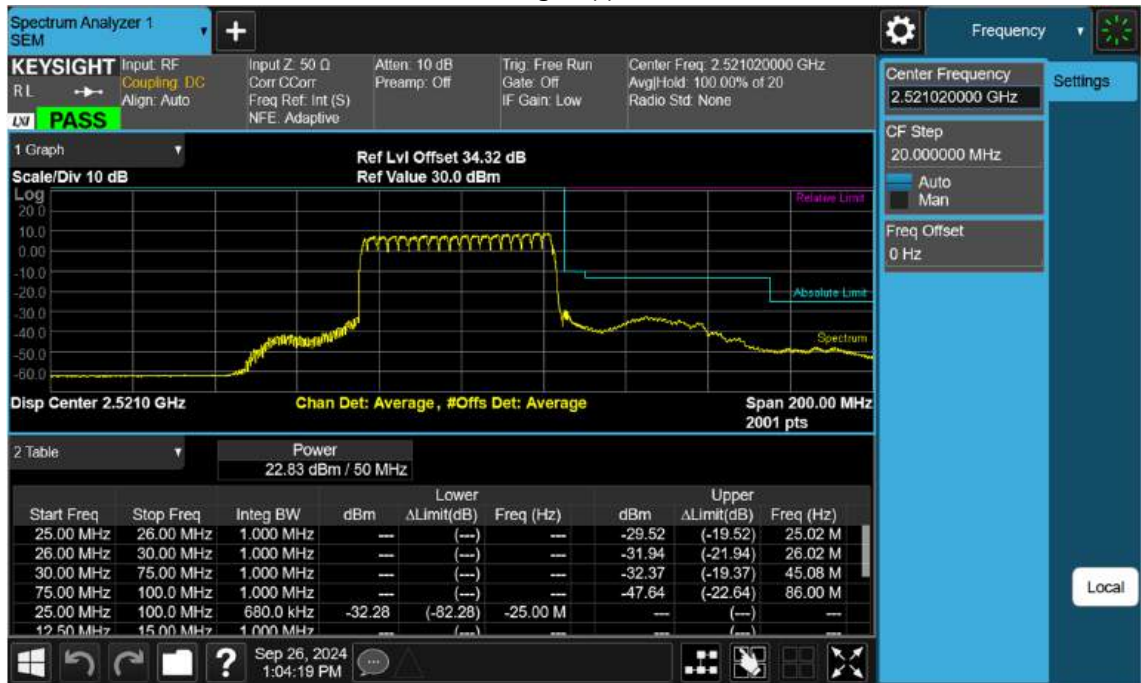 Spectrum Analyzer 1
SEM
+
Frequency
KEYSIGHT
RL
LXI
PASS
Input: RF
Coupling: DC
Align: Auto
Input Z: 50 Ω
Corr CCorr
Freq Ref: Int (S)
NFE: Adaptive
Atten: 10 dB
Preamp: Off
Trig: Free Run
Gate: Off
IF Gain: Low
Center Freq: 2.521020000 GHz
Avg|Hold: 100.00% of 20
Radio Std: None
Center Frequency
2.521020000 GHz
Settings
CF Step
20.000000 MHz
Auto
Man
Freq Offset
0 Hz
1 Graph
Scale/Div 10 dB
Ref Lvl Offset 34.32 dB
Ref Value 30.0 dBm
Log
20.0
10.0
0.00
-10.0
-20.0
-30.0
-40.0
-50.0
-60.0
Relative Limit
Absolute Limit
Spectrum
Disp Center 2.5210 GHz
Chan Det: Average, #Offs Det: Average
Span 200.00 MHz
2001 pts
2 Table
Power
22.83 dBm / 50 MHz
Lower Upper
Start Freq Stop Freq Integ BW dBm ΔLimit(dB) Freq (Hz) dBm ΔLimit(dB) Freq (Hz)
25.00 MHz 26.00 MHz 1.000 MHz --- (---) --- -29.52 (-19.52) 25.02 M
26.00 MHz 30.00 MHz 1.000 MHz --- (---) --- -31.94 (-21.94) 26.02 M
30.00 MHz 75.00 MHz 1.000 MHz --- (---) --- -32.37 (-19.37) 45.08 M
75.00 MHz 100.0 MHz 1.000 MHz --- (---) --- -47.64 (-22.64) 86.00 M
25.00 MHz 100.0 MHz 680.0 kHz -32.28 (-82.28) -25.00 M --- (---) ---
12.50 MHz 15.00 MHz 1.000 MHz --- (---) --- --- (---) ---
Local
?
Sep 26, 2024
1:04:19 PM